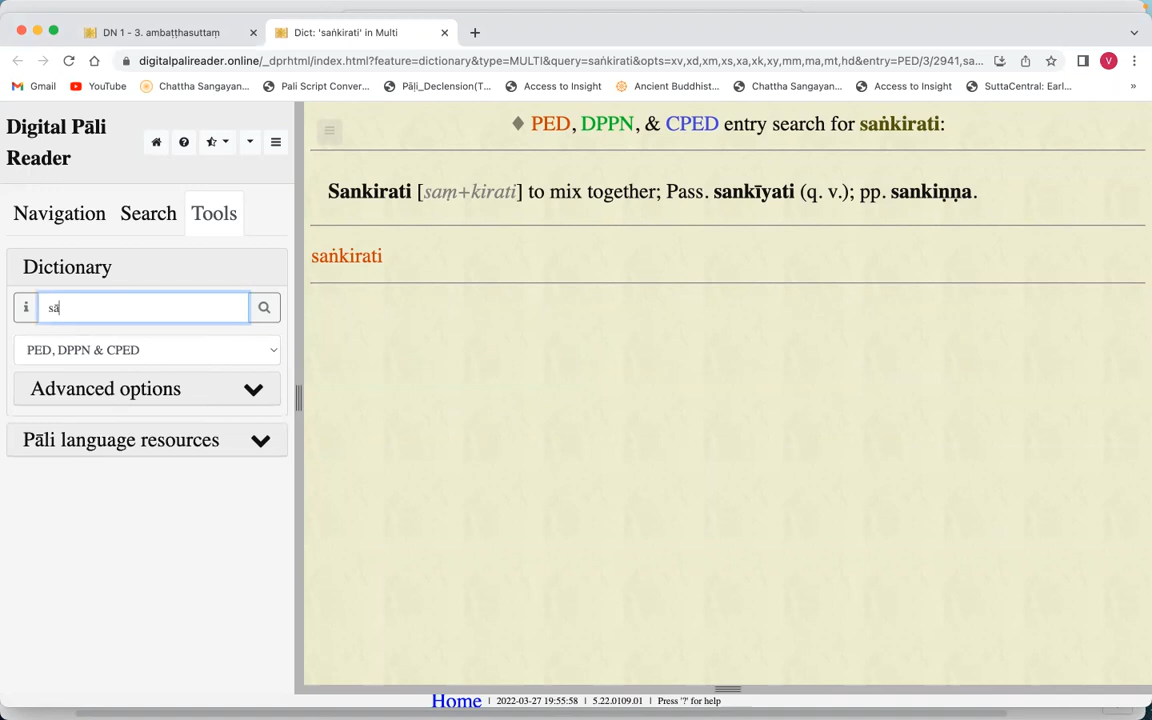 DN 1 - 3. ambaṭṭhasuttaṃ
Dict: 'saṅkirati' in Multi
digitalpalireader.online/_dprhtml/index.html?feature=dictionary&type=MULTI&query=saṅkirati&opts=xv,xd,xm,xs,xa,xk,xy,mm,ma,mt,hd&entry=PED/3/2941,sa...
V
Gmail
YouTube
Chattha Sangayan...
Pali Script Conver...
Pāḷi_Declension(T...
Access to Insight
Ancient Buddhist...
Chattha Sangayan...
Access to Insight
SuttaCentral: Earl...
»
Digital Pāli
Reader
Navigation Search Tools
Dictionary
i sā
PED, DPPN & CPED
Advanced options
Pāli language resources
♦ PED, DPPN, & CPED entry search for saṅkirati:
Sankirati [saṃ+kirati] to mix together; Pass. sankīyati (q. v.); pp. sankiṇṇa.
saṅkirati
Home | 2022-03-27 19:55:58 | 5.22.0109.01 | Press '?' for help